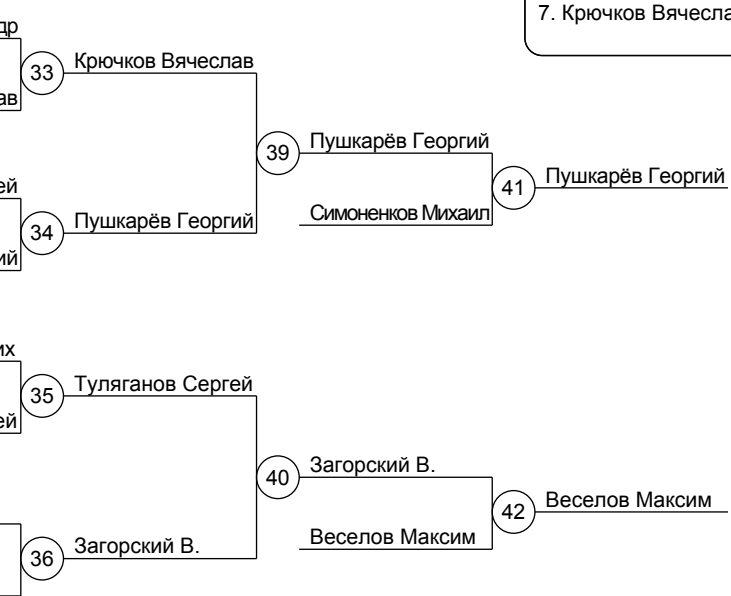 7. Крючков
33
Крючков Вячеслав
39
Пушкарёв Георгий
41
Пушкарёв Георгий
Симоненков Михаил
34
Пушкарёв Георгий
35
Туляганов Сергей
40
Загорский В.
42
Веселов Максим
Веселов Максим
36
Загорский В.